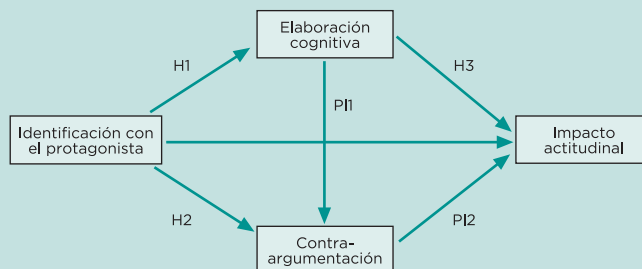 Elaboración
cognitiva
H1
H3
PI1
Identificación con
el protagonista
Impacto
actitudinal
H2
PI2
Contra-
argumentación